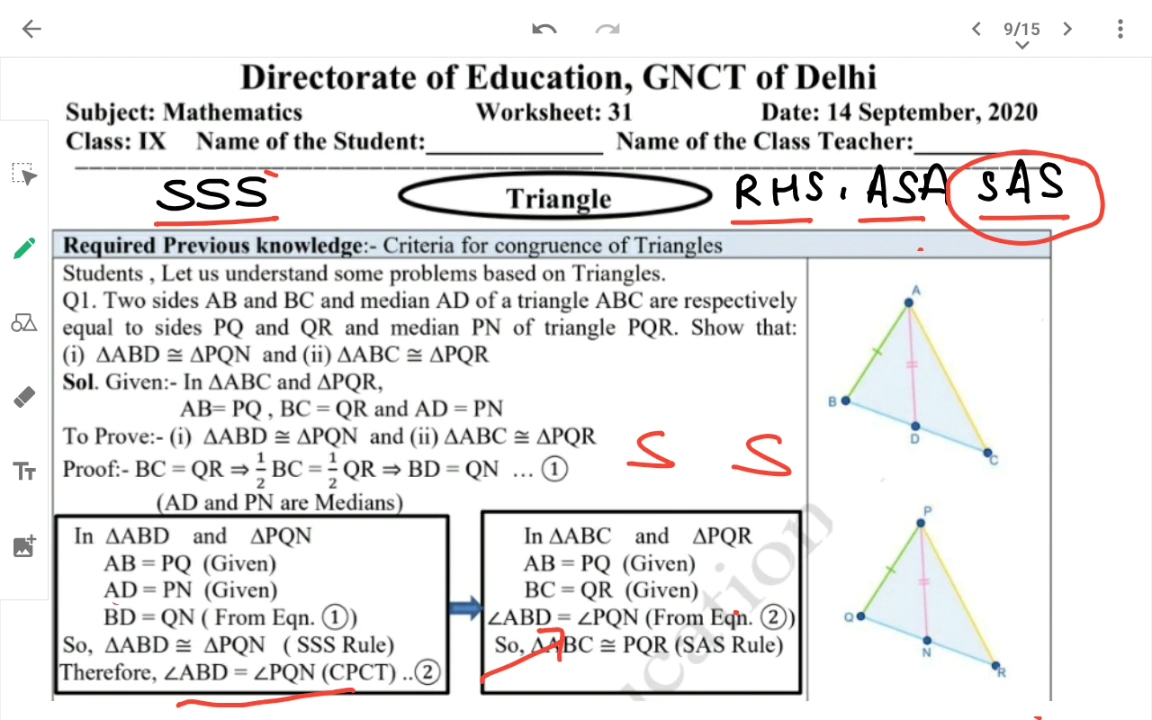 9/15
Directorate of Education, GNCT of Delhi
Subject: Mathematics Worksheet: 31 Date: 14 September, 2020
Class: IX Name of the Student:____________ Name of the Class Teacher:__________
SSS Triangle RHS, ASA SAS
Required Previous knowledge:- Criteria for congruence of Triangles
Students , Let us understand some problems based on Triangles.
Q1. Two sides AB and BC and median AD of a triangle ABC are respectively
equal to sides PQ and QR and median PN of triangle PQR. Show that:
(i) ΔABD ≅ ΔPQN and (ii) ΔABC ≅ ΔPQR
Sol. Given:- In ΔABC and ΔPQR,
AB= PQ , BC = QR and AD = PN
To Prove:- (i) ΔABD ≅ ΔPQN and (ii) ΔABC ≅ ΔPQR
S S
Proof:- BC = QR ⇒ 1/2 BC = 1/2 QR ⇒ BD = QN … ①
(AD and PN are Medians)
In ΔABD and ΔPQN
AB = PQ (Given)
AD = PN (Given)
BD = QN ( From Eqn. ①)
So, ΔABD ≅ ΔPQN ( SSS Rule)
Therefore, ∠ABD = ∠PQN (CPCT) ..②
In ΔABC and ΔPQR
AB = PQ (Given)
BC = QR (Given)
∠ABD = ∠PQN (From Eqn. ②)
So, ΔABC ≅ PQR (SAS Rule)
A
B
D
C
P
Q
N
R
Tт